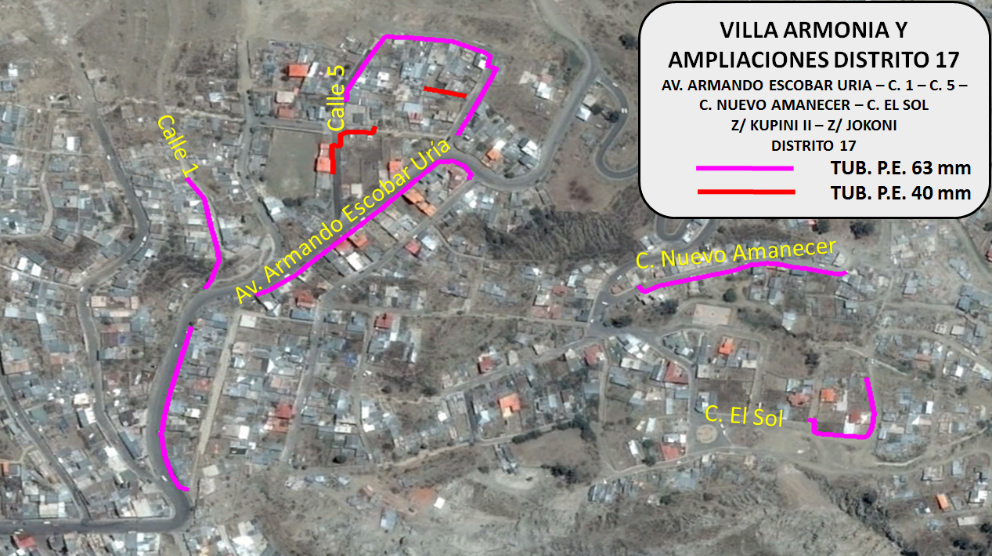 VILLA ARMONIA Y
AMPLIACIONES DISTRITO 17
AV. ARMANDO ESCOBAR URIA – C. 1 – C. 5 –
C. NUEVO AMANECER – C. EL SOL
Z/ KUPINI II – Z/ JOKONI
DISTRITO 17
TUB. P.E. 63 mm
TUB. P.E. 40 mm
Calle 5
Calle 1
Av. Armando Escobar Uría
C. Nuevo Amanecer
C. El Sol